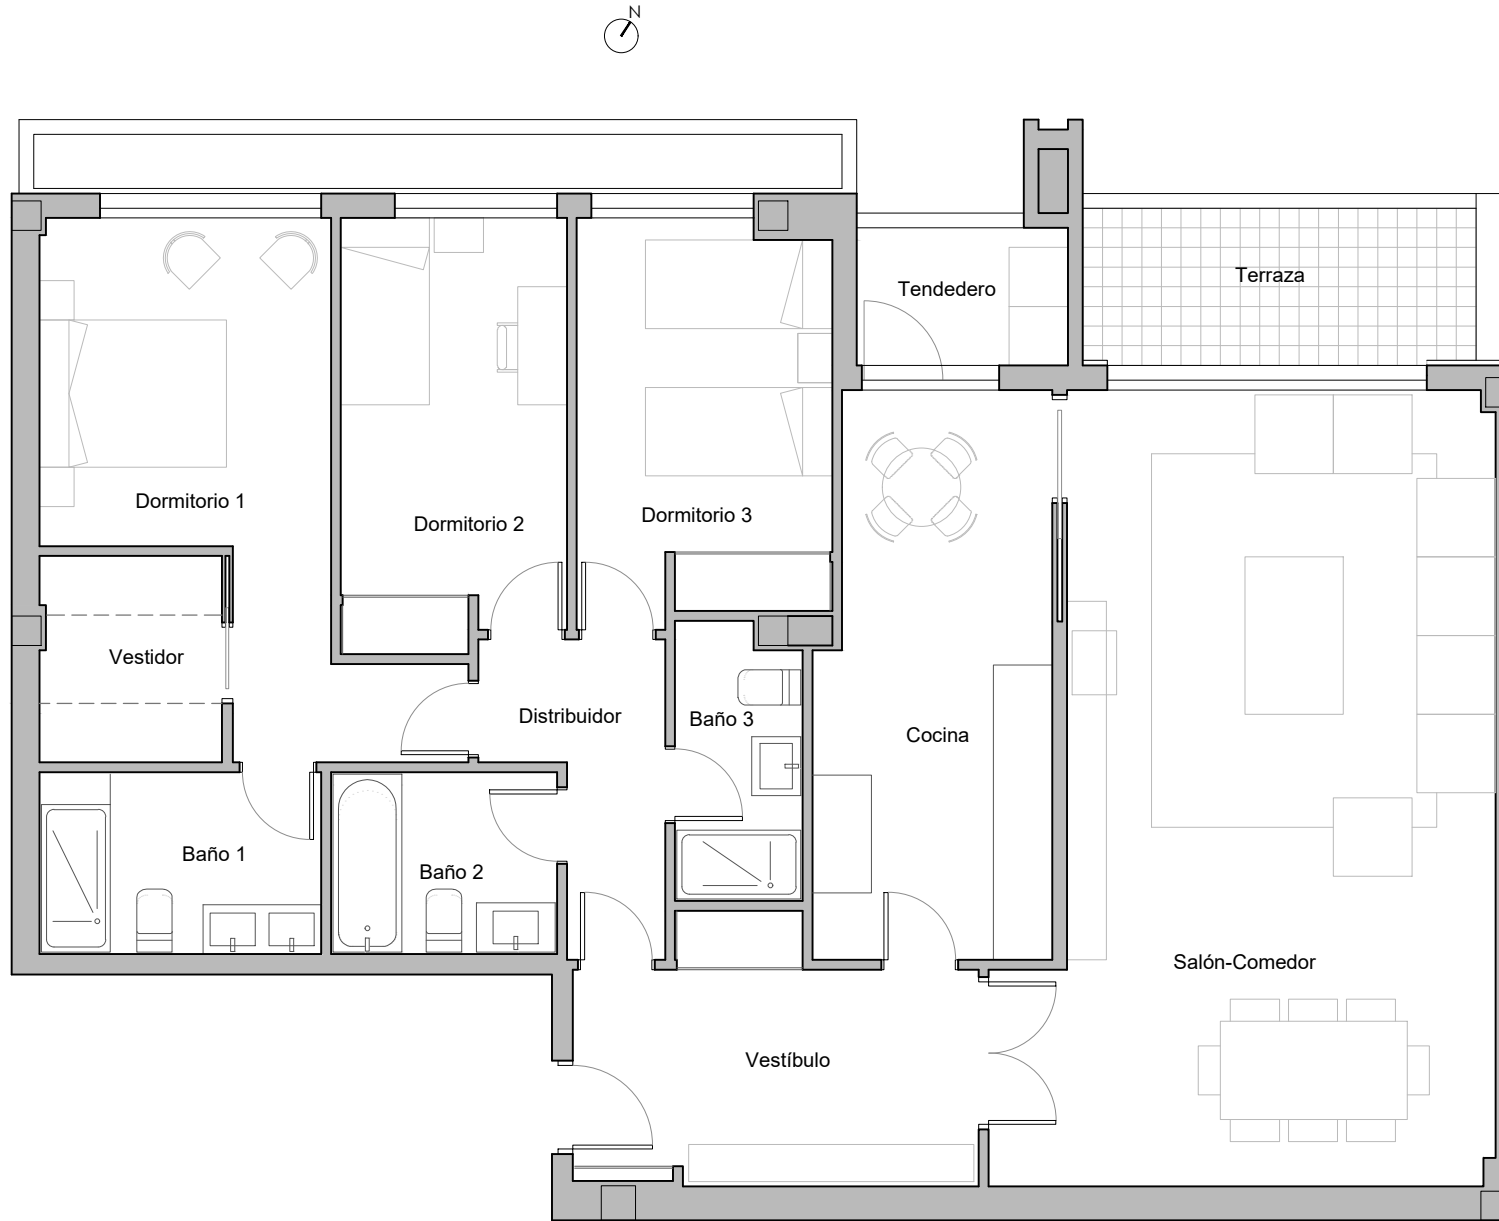 N
Tendedero
Terraza
Dormitorio 1
Dormitorio 2
Dormitorio 3
Vestidor
Distribuidor
Baño 3
Cocina
Baño 1
Baño 2
Salón-Comedor
Vestíbulo